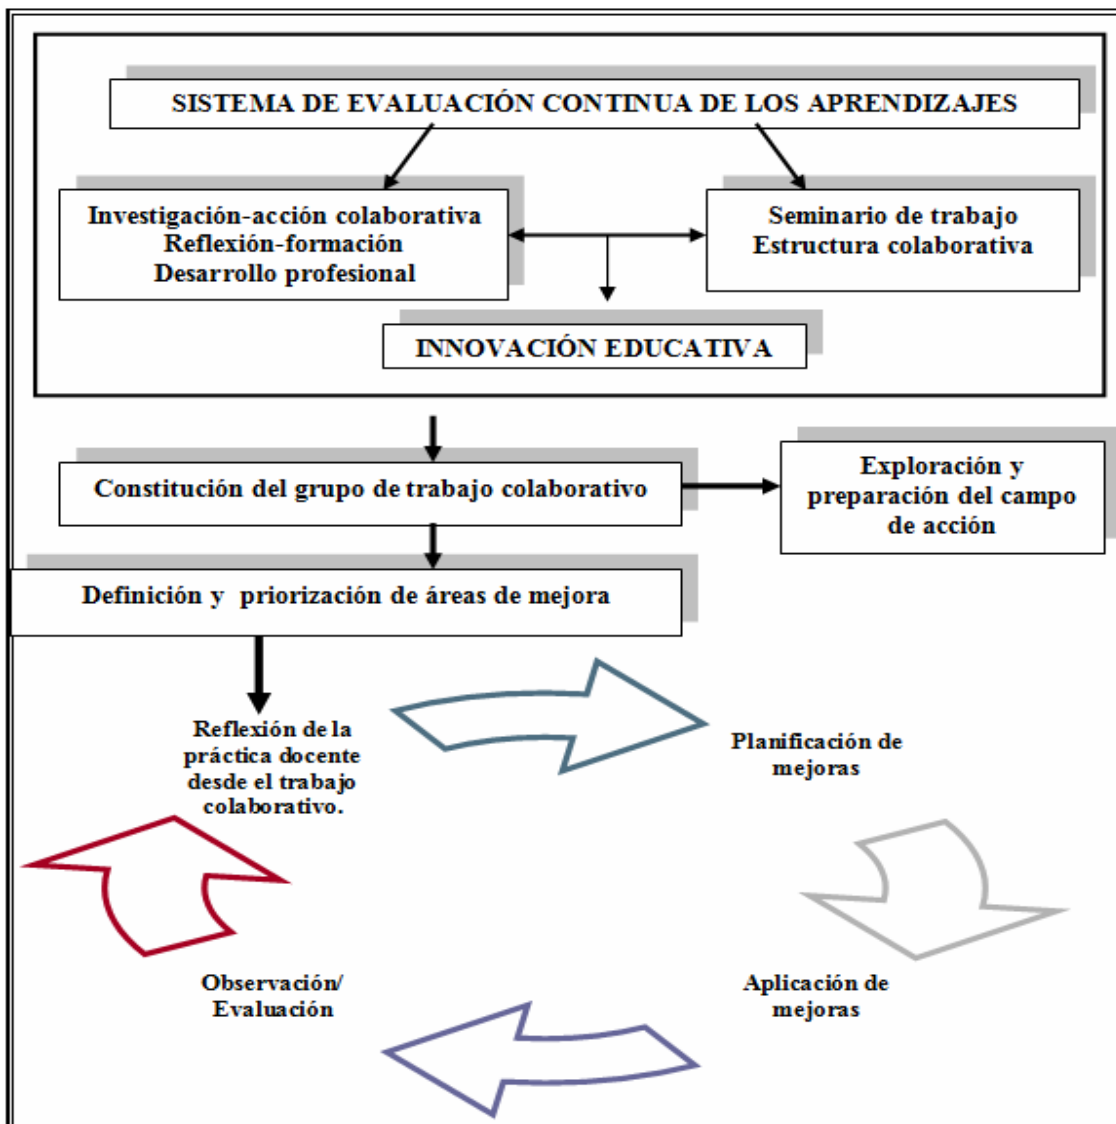 SISTEMA DE EVALUACIÓN CONTINUA DE LOS APRENDIZAJES
Investigación-acción colaborativa
Reflexión-formación
Desarrollo profesional
Seminario de trabajo
Estructura colaborativa
INNOVACIÓN EDUCATIVA
Constitución del grupo de trabajo colaborativo
Exploración y
preparación del campo
de acción
Definición y priorización de áreas de mejora
Reflexión de la
práctica docente
desde el trabajo
colaborativo.
Planificación de
mejoras
Observación/
Evaluación
Aplicación de
mejoras